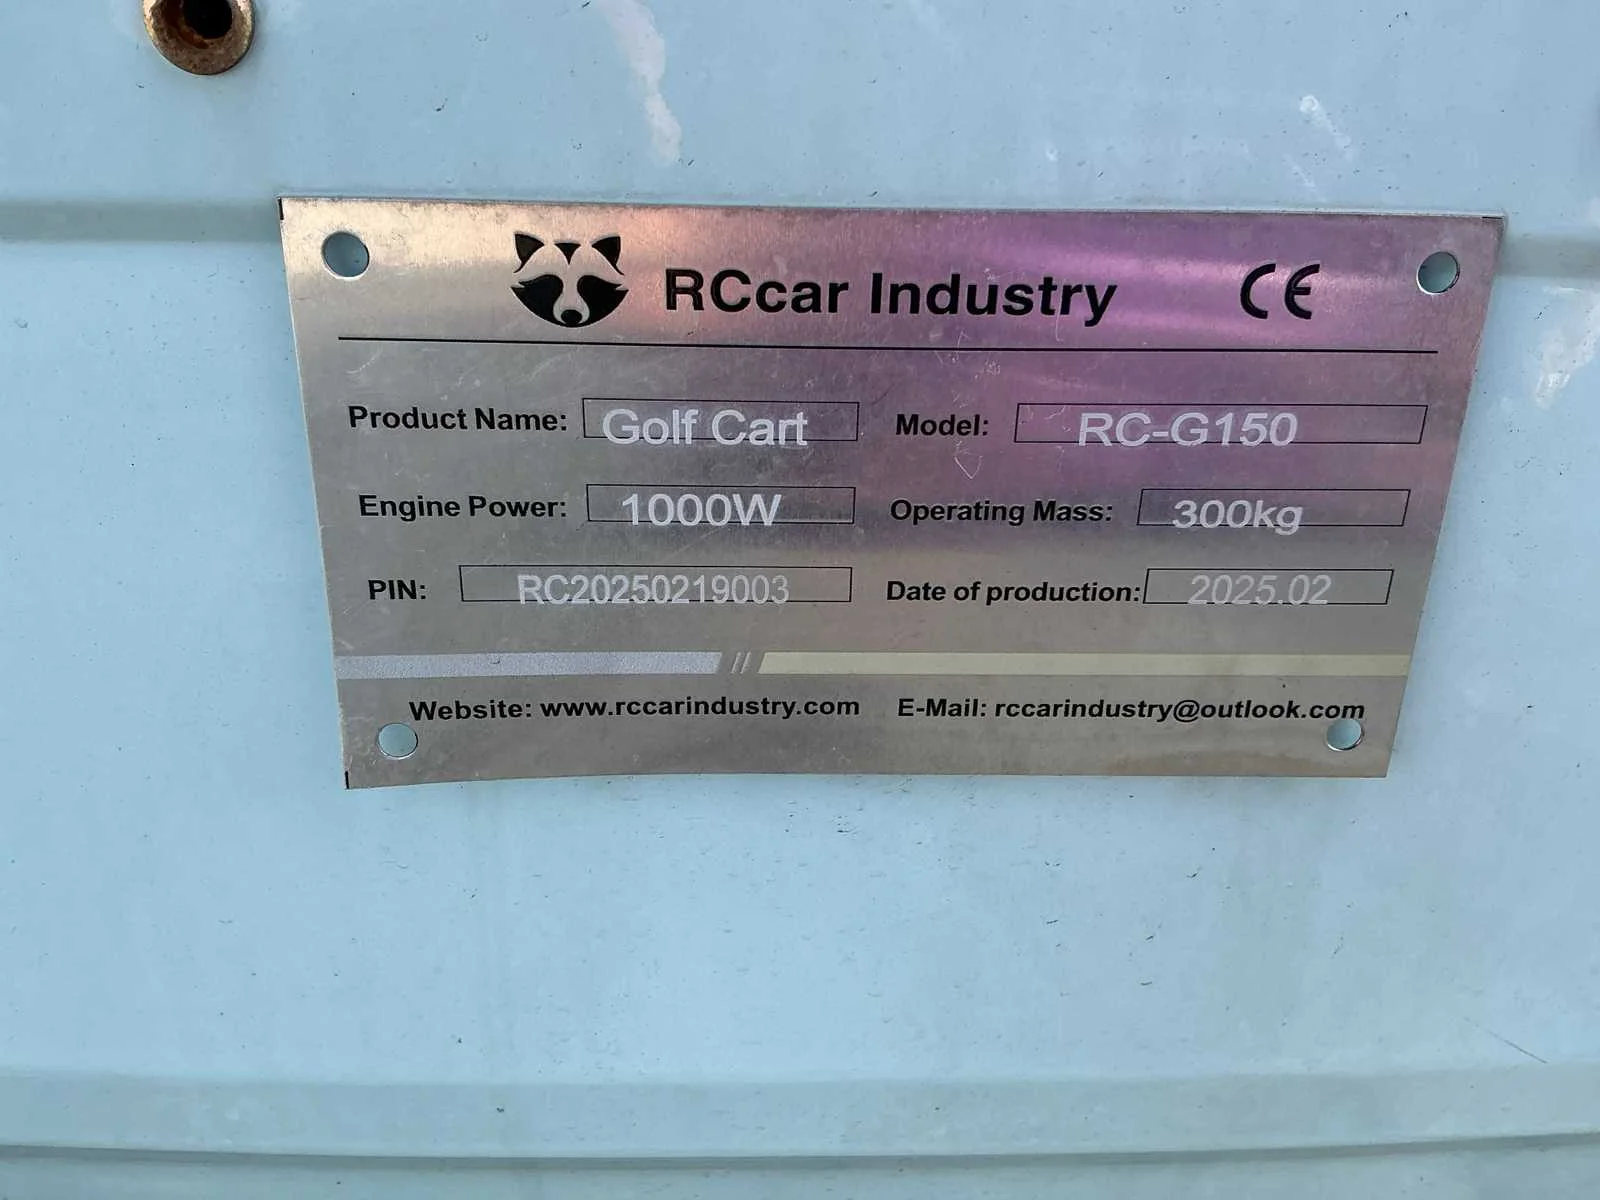 RCcar Industry CE
Product Name: Golf Cart Model: RC-G150
Engine Power: 1000W Operating Mass: 300kg
PIN: RC20250219003 Date of production: 2025.02
Website: www.rccarindustry.com E-Mail: rccarindustry@outlook.com